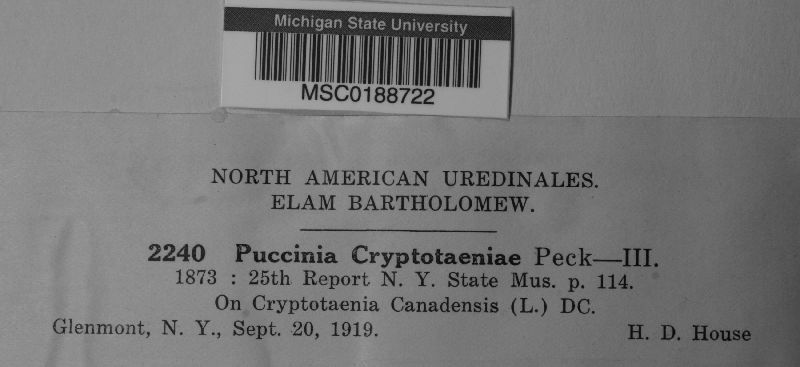 Michigan State University
MSC0188722
NORTH AMERICAN UREDINALES.
ELAM BARTHOLOMEW.
2240 Puccinia Cryptotaeniae Peck—III.
1873 : 25th Report N. Y. State Mus. p. 114.
On Cryptotaenia Canadensis (L.) DC.
Glenmont, N. Y., Sept. 20, 1919. H. D. House